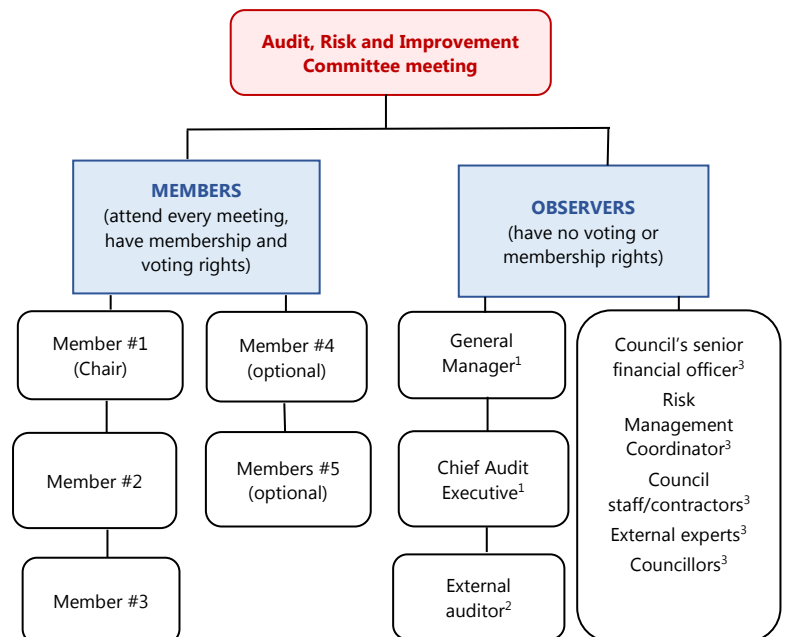 Audit, Risk and Improvement
Committee meeting
MEMBERS
(attend every meeting,
have membership and
voting rights)
OBSERVERS
(have no voting or
membership rights)
Member #1
(Chair)
Member #2
Member #3
Member #4
(optional)
Members #5
(optional)
General
Manager¹
Chief Audit
Executive¹
External
auditor²
Council’s senior
financial officer³
Risk
Management
Coordinator³
Council
staff/contractors³
External experts³
Councillors³